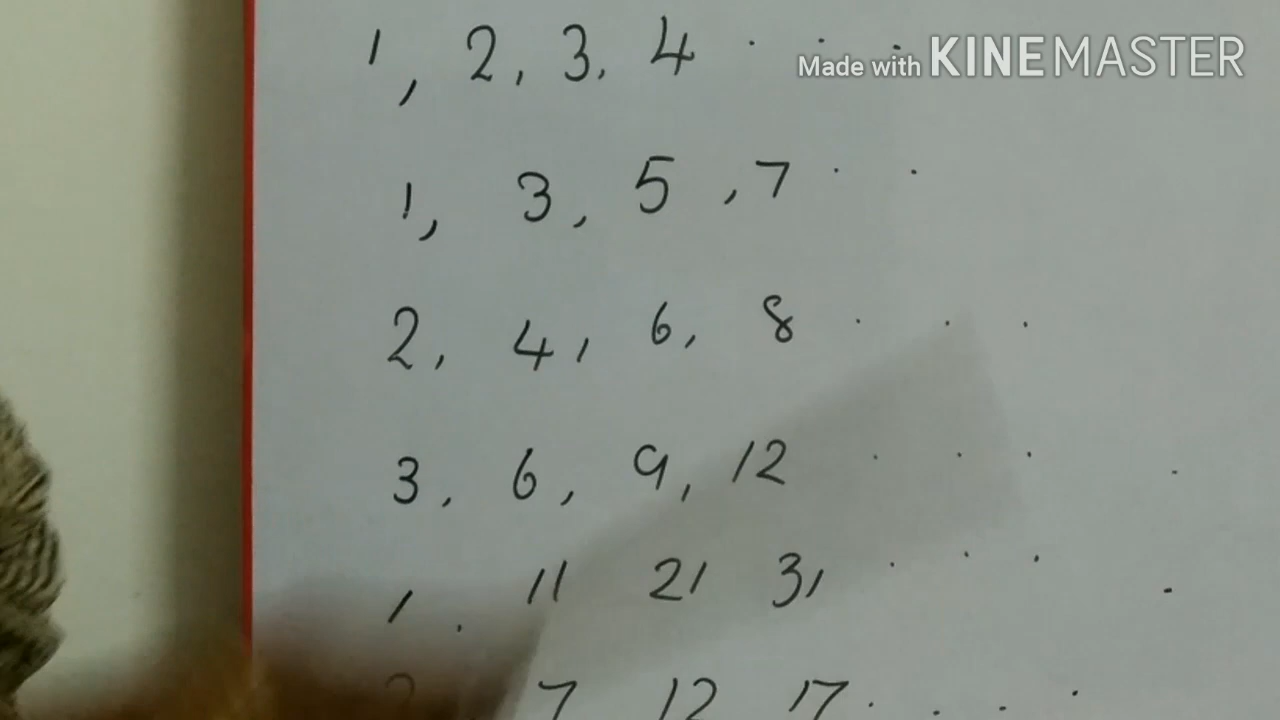 1, 2, 3, 4 . . .
Made with KINEMASTER
1, 3, 5, 7 . .
2, 4, 6, 8 . . .
3, 6, 9, 12 . . . .
1, 11 21 31 . . . .
7 12 17 . . . .